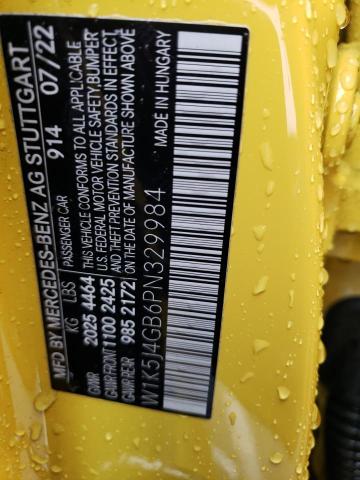 MFD BY MERCEDES-BENZ AG STUTTGART
914 07/22
PASSENGER CAR
KG LBS
GVWR 2025 4464
GAWR FRONT 1100 2425
GAWR REAR 985 2172
THIS VEHICLE CONFORMS TO ALL APPLICABLE
U.S. FEDERAL MOTOR VEHICLE SAFETY, BUMPER
AND THEFT PREVENTION STANDARDS IN EFFECT
ON THE DATE OF MANUFACTURE SHOWN ABOVE
W1K5J4GB6PN329984
MADE IN HUNGARY